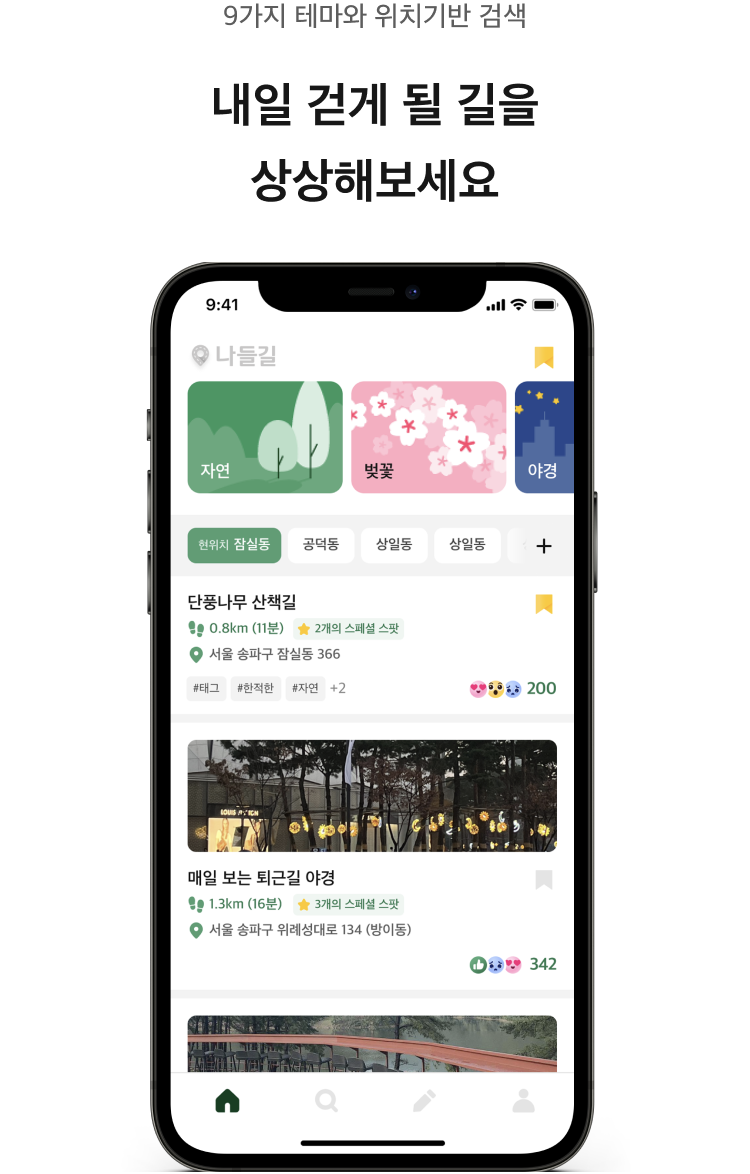 9가지 테마와 위치기반 검색
내일 걷게 될 길을
상상해보세요
9:41
나들길
자연
벚꽃
야경
현위치 잠실동
공덕동
상일동
상일동
+
단풍나무 산책길
0.8km (11분)
2개의 스페셜 스팟
서울 송파구 잠실동 366
#태그
#한적한
#자연
+2
200
매일 보는 퇴근길 야경
1.3km (16분)
3개의 스페셜 스팟
서울 송파구 위례성대로 134 (방이동)
342